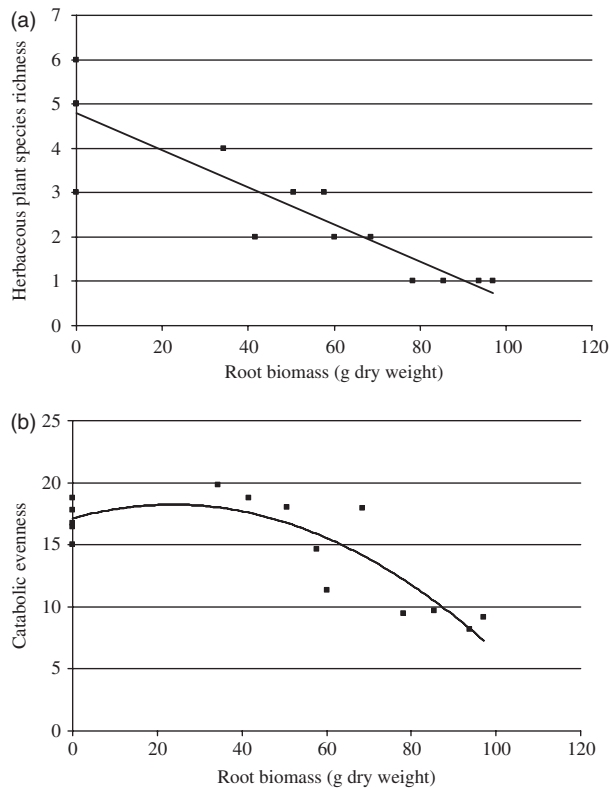 (a)
Herbaceous plant species richness
7
6
5
4
3
2
1
0
0 20 40 60 80 100 120
Root biomass (g dry weight)
(b)
Catabolic evenness
25
20
15
10
5
0
0 20 40 60 80 100 120
Root biomass (g dry weight)